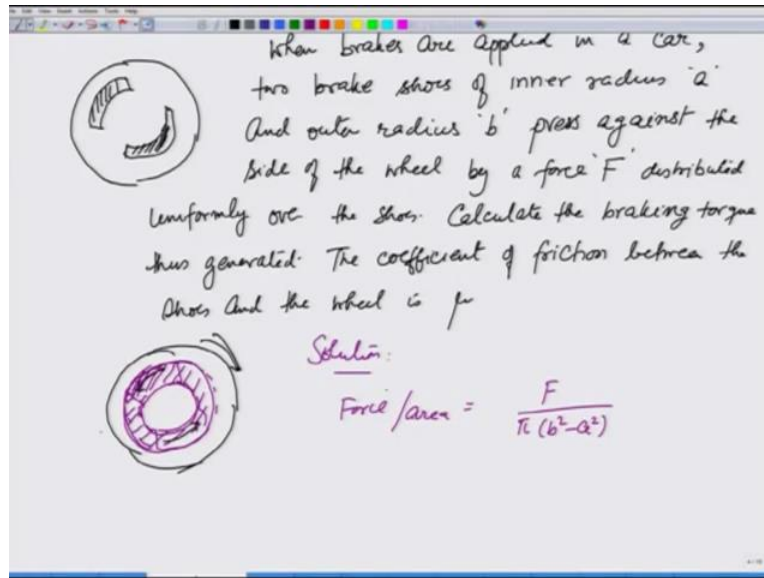 When brakes are applied in a car,
two brake shoes of inner radius 'a'
and outer radius 'b' press against the
side of the wheel by a force 'F' distributed
uniformly over the shoes. Calculate the braking torque
thus generated. The coefficient of friction between the
shoes and the wheel is μ
Solution:
Force/area = F / π (b²-a²)